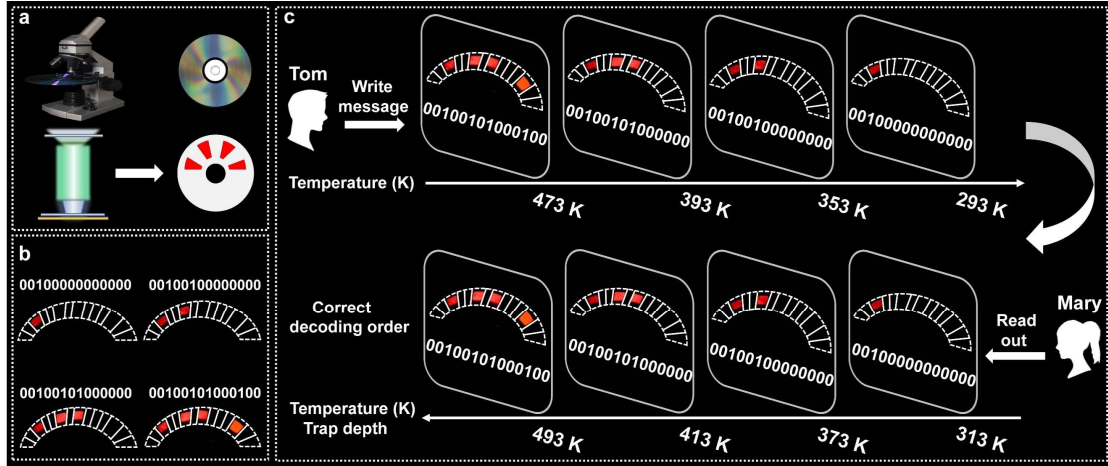 a
b
00100000000000
00100100000000
00100101000000
00100101000100
c
Tom
Write
message
00100101000100
00100101000000
00100100000000
00100000000000
Temperature (K)
473 K
393 K
353 K
293 K
Correct
decoding order
00100101000100
00100101000000
00100100000000
00100000000000
Mary
Read
out
Temperature (K)
Trap depth
493 K
413 K
373 K
313 K